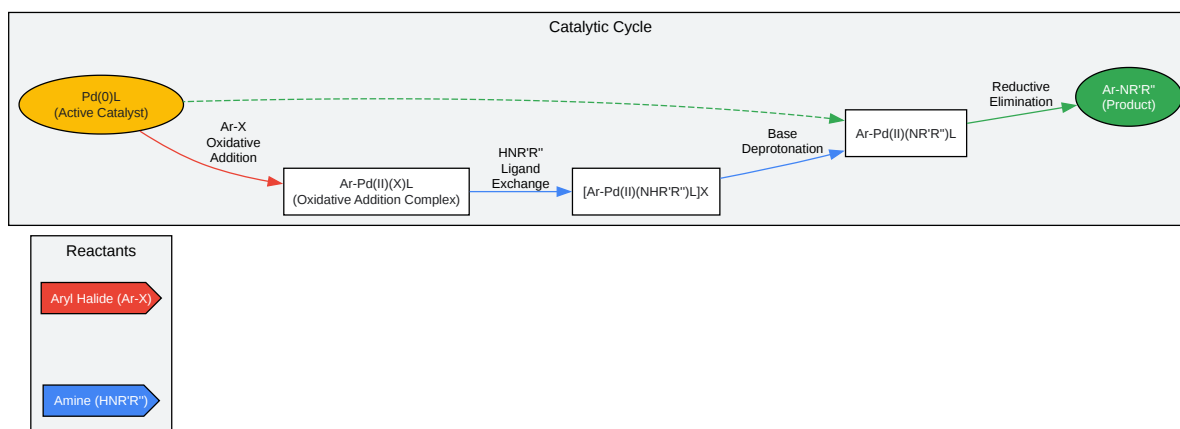 Catalytic Cycle
Pd(0)L
(Active Catalyst)
Ar-X
Oxidative
Addition
Ar-Pd(II)(X)L
(Oxidative Addition Complex)
HNR'R"
Ligand
Exchange
[Ar-Pd(II)(NHR'R")L]X
Base
Deprotonation
Ar-Pd(II)(NR'R")L
Reductive
Elimination
Ar-NR'R"
(Product)
Reactants
Aryl Halide (Ar-X)
Amine (HNR'R")